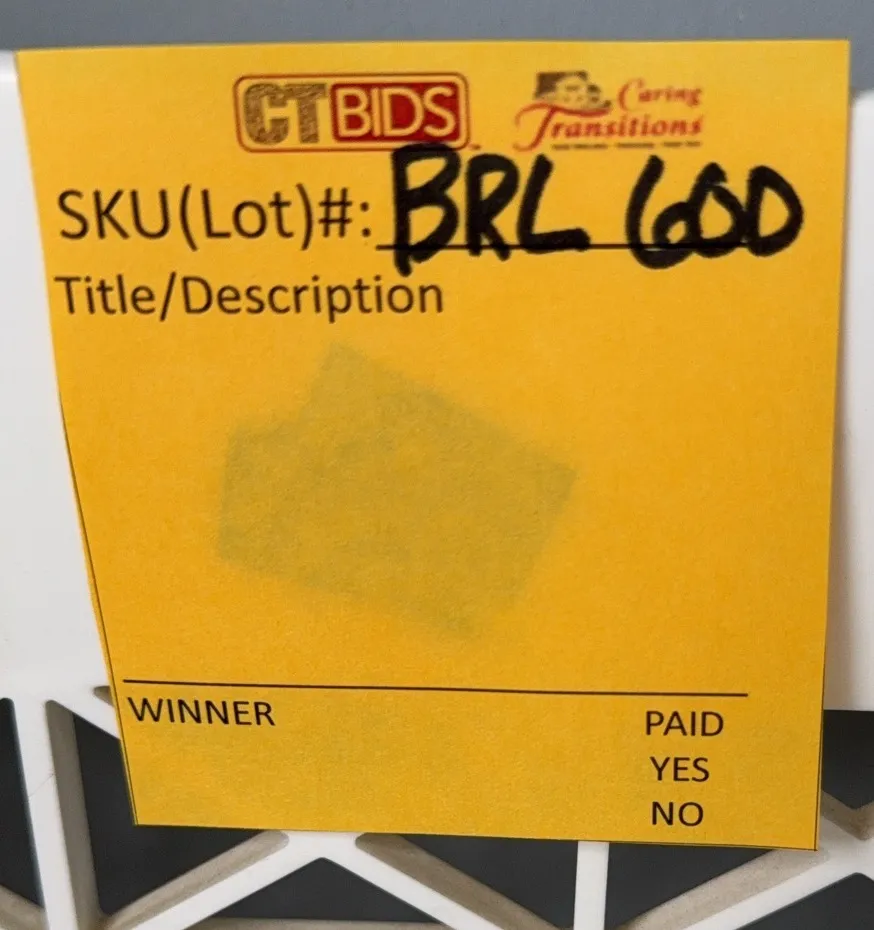 CTBIDS
Caring
Transitions
SKU(Lot)#: BRL 600
Title/Description
WINNER
PAID
YES
NO